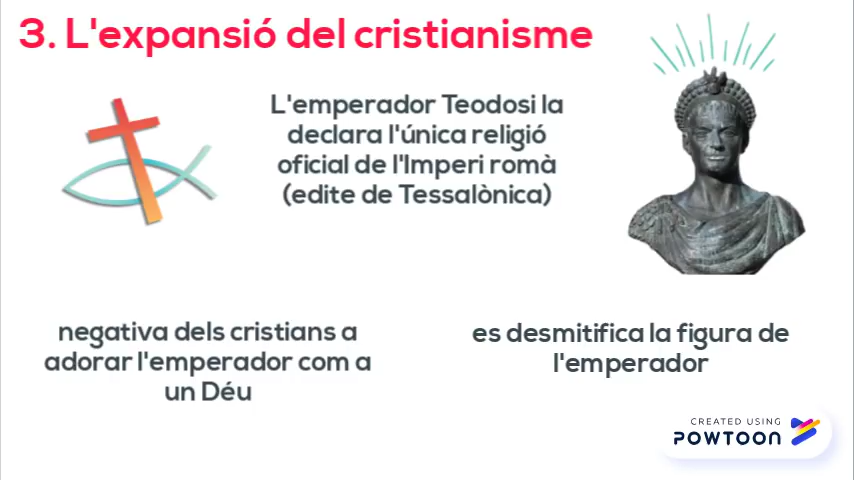 3. L'expansió del cristianisme
L'emperador Teodosi la
declara l'única religió
oficial de l'Imperi romà
(edite de Tessalònica)
negativa dels cristians a
adorar l'emperador com a
un Déu
es desmitifica la figura de
l'emperador
CREATED USING
POWTOON